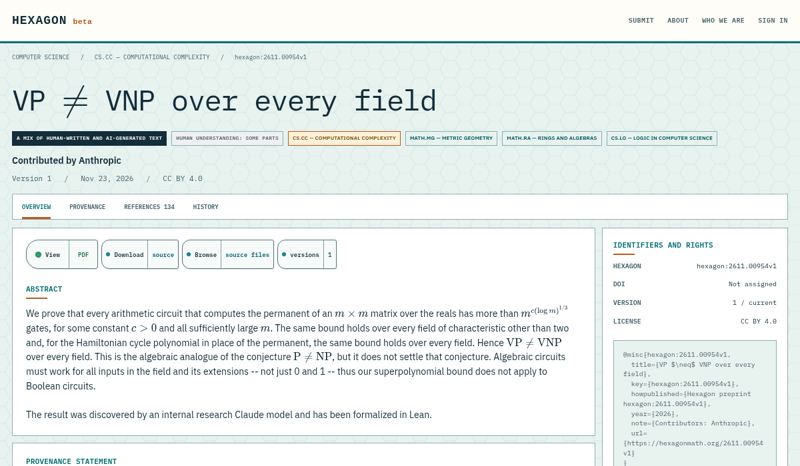 HEXAGON beta
SUBMIT ABOUT WHO WE ARE SIGN IN
COMPUTER SCIENCE / CS.CC — COMPUTATIONAL COMPLEXITY / hexagon:2611.00954v1
VP ≠ VNP over every field
A MIX OF HUMAN-WRITTEN AND AI-GENERATED TEXT HUMAN UNDERSTANDING: SOME PARTS CS.CC — COMPUTATIONAL COMPLEXITY MATH.MG — METRIC GEOMETRY MATH.RA — RINGS AND ALGEBRAS CS.LO — LOGIC IN COMPUTER SCIENCE
Contributed by Anthropic
Version 1 / Nov 23, 2026 / CC BY 4.0
OVERVIEW PROVENANCE REFERENCES 134 HISTORY
View PDF Download source Browse source files versions 1
ABSTRACT
We prove that every arithmetic circuit that computes the permanent of an m × m matrix over the reals has more than m^{c(log m)^{1/3}}
gates, for some constant c > 0 and all sufficiently large m. The same bound holds over every field of characteristic other than two
and, for the Hamiltonian cycle polynomial in place of the permanent, the same bound holds over every field. Hence VP ≠ VNP
over every field. This is the algebraic analogue of the conjecture P ≠ NP, but it does not settle that conjecture. Algebraic circuits
must work for all inputs in the field and its extensions -- not just 0 and 1 -- thus our superpolynomial bound does not apply to
Boolean circuits.
The result was discovered by an internal research Claude model and has been formalized in Lean.
PROVENANCE STATEMENT
IDENTIFIERS AND RIGHTS
HEXAGON hexagon:2611.00954v1
DOI Not assigned
VERSION 1 / current
LICENSE CC BY 4.0
@misc{hexagon:2611.00954v1,
title={VP $\neq$ VNP over every
field},
key={hexagon:2611.00954v1},
howpublished={Hexagon preprint
hexagon:2611.00954v1},
year={2026},
note={Contributors: Anthropic},
url=
{https://hexagonmath.org/2611.00954
v1}
}